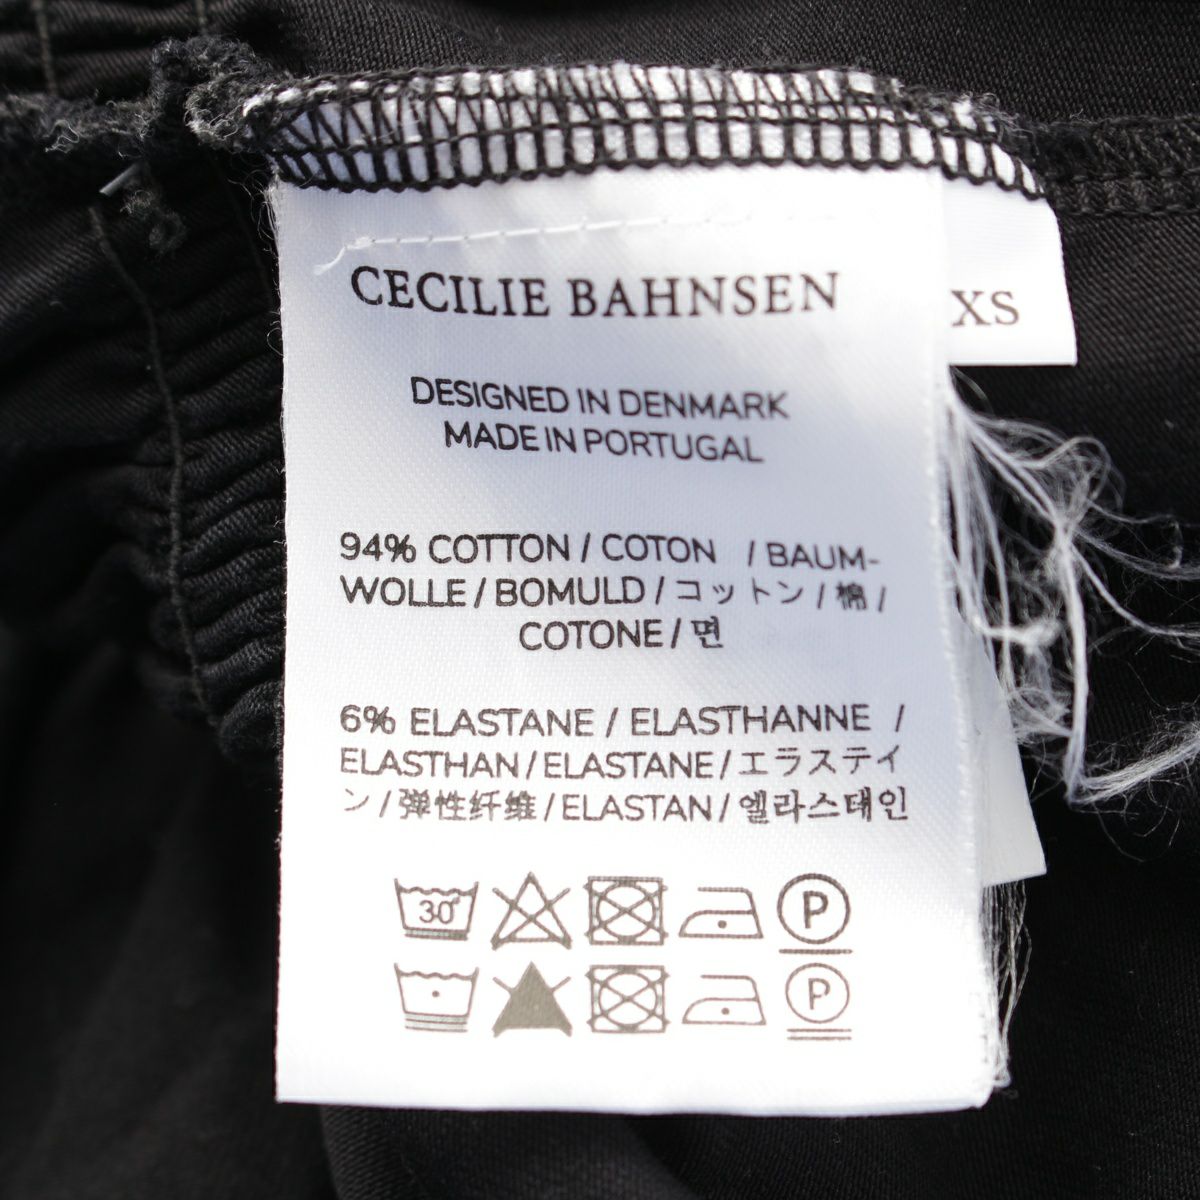 CECILIE BAHNSEN
XS
DESIGNED IN DENMARK
MADE IN PORTUGAL
94% COTTON / COTON / BAUM-
WOLLE / BOMULD / コットン / 棉 /
COTONE / 면
6% ELASTANE / ELASTHANNE /
ELASTHAN / ELASTANE / エラステイ
ン / 弹性纤维 / ELASTAN / 엘라스태인
30°
P
P